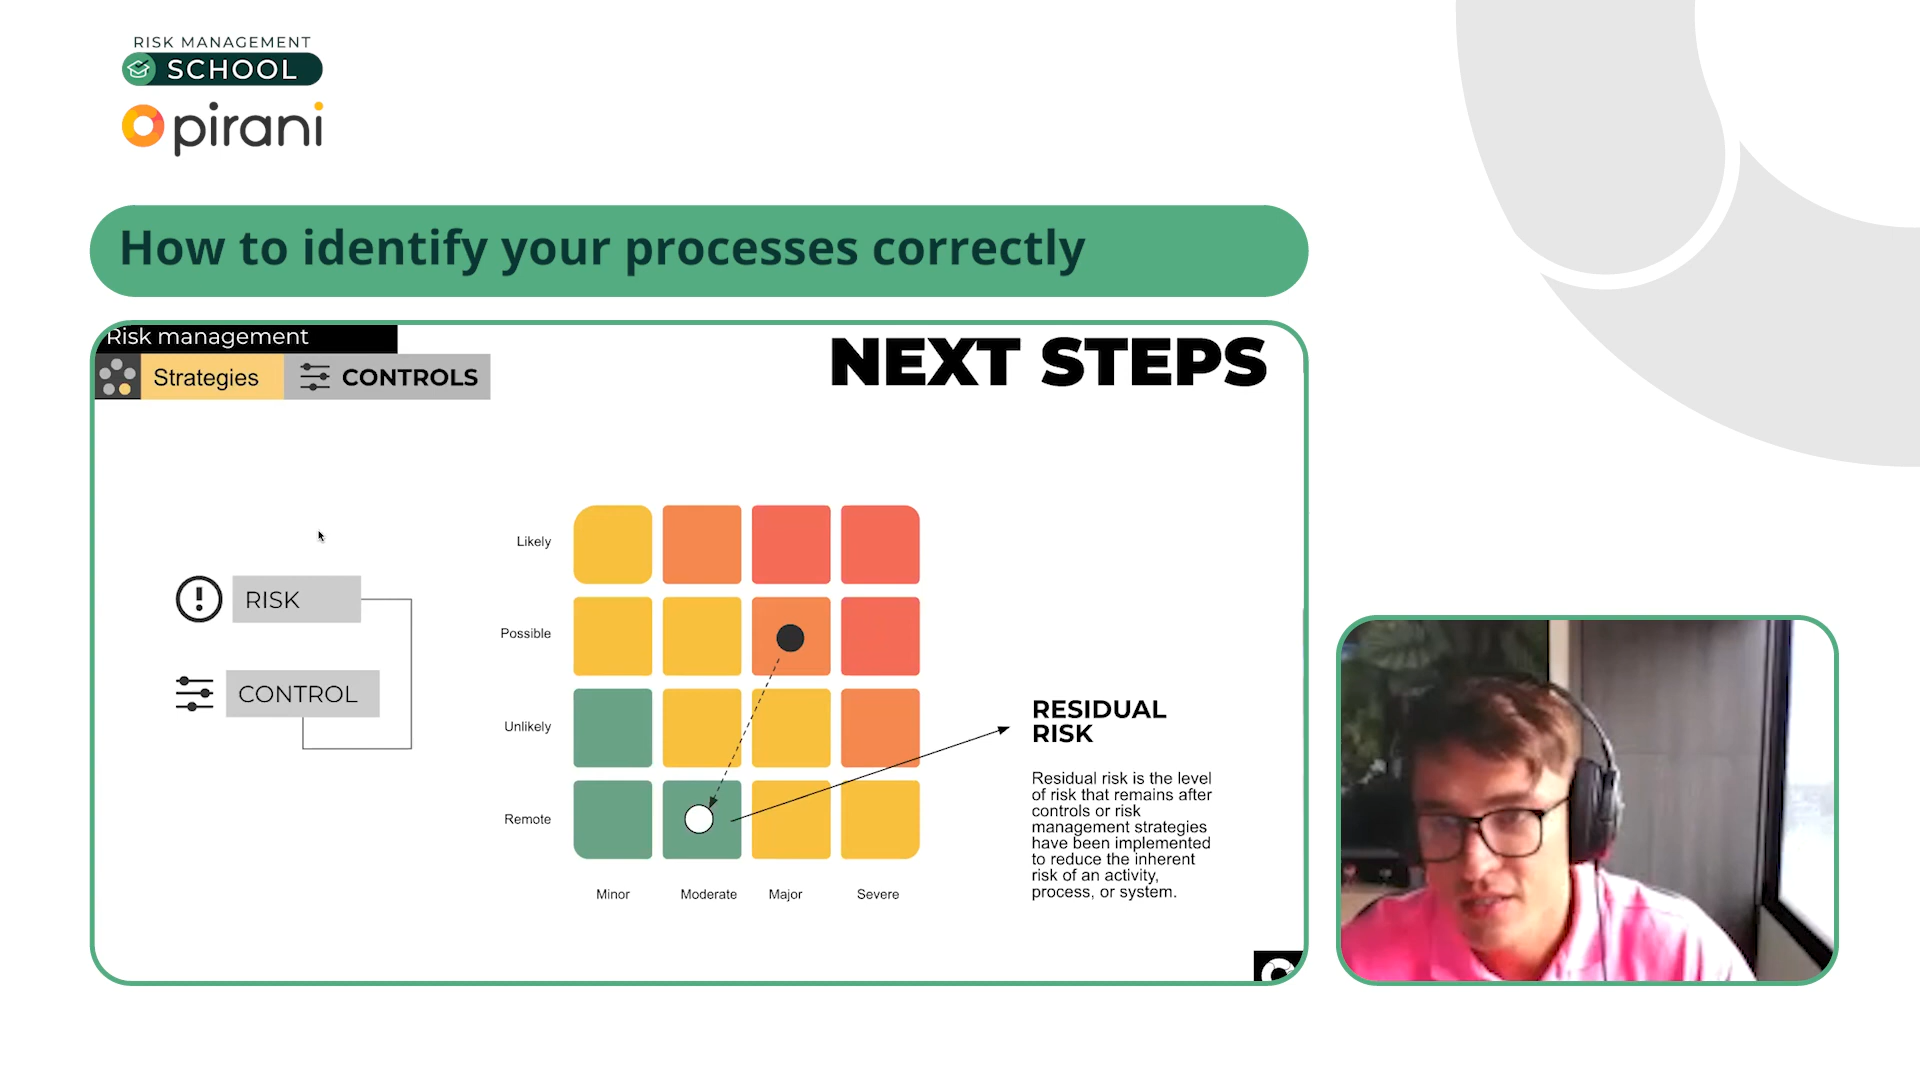 RISK MANAGEMENT
SCHOOL
pirani
How to identify your processes correctly
Risk management
Strategies
CONTROLS
NEXT STEPS
RISK
CONTROL
Likely
Possible
Unlikely
Remote
Minor
Moderate
Major
Severe
RESIDUAL
RISK
Residual risk is the level
of risk that remains after
controls or risk
management strategies
have been implemented
to reduce the inherent
risk of an activity,
process, or system.